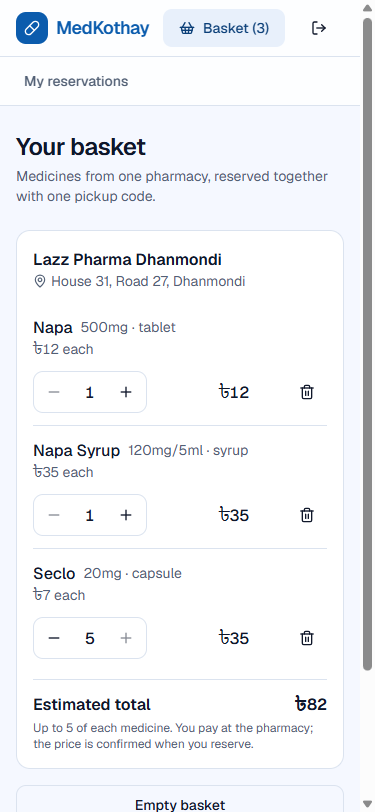 MedKothay
Basket (3)
My reservations
Your basket
Medicines from one pharmacy, reserved together
with one pickup code.
Lazz Pharma Dhanmondi
House 31, Road 27, Dhanmondi
Napa 500mg · tablet
৳12 each
1 ৳12
Napa Syrup 120mg/5ml · syrup
৳35 each
1 ৳35
Seclo 20mg · capsule
৳7 each
5 ৳35
Estimated total ৳82
Up to 5 of each medicine. You pay at the pharmacy;
the price is confirmed when you reserve.
Empty basket